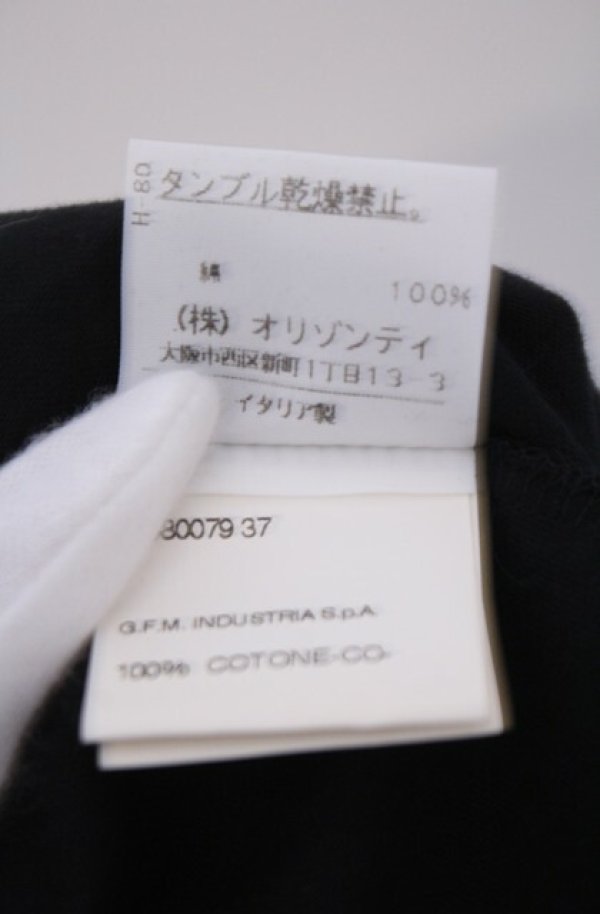 H-80
タンブル乾燥禁止。
綿 100%
(株) オリゾンティ
大阪市西区新町1丁目13-3
イタリア製
80079 37
G.F.M. INDUSTRIA S.p.A.
100% COTONE-CO-